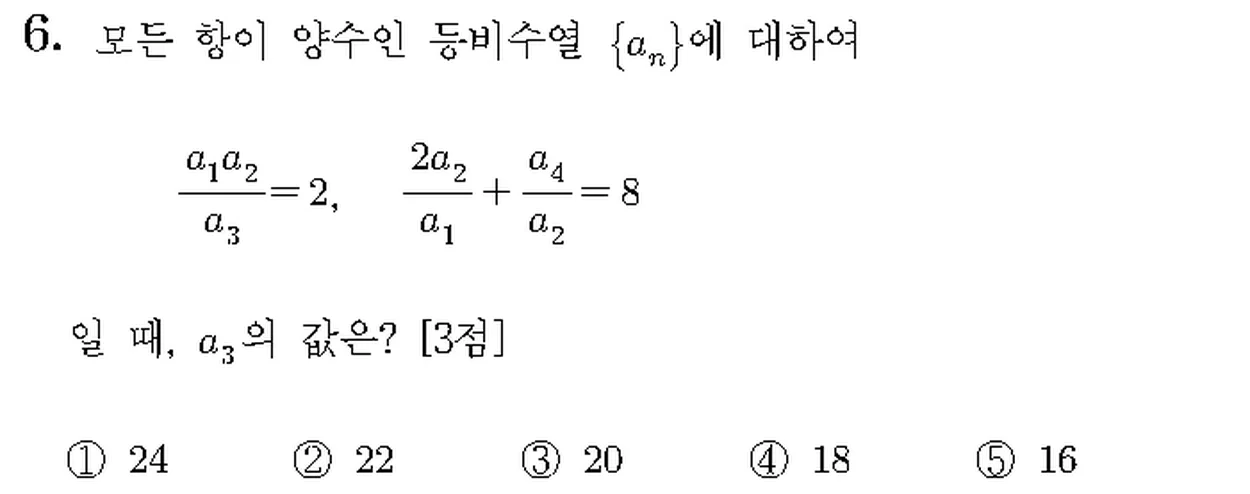 6. 모든 항이 양수인 등비수열 {aₙ}에 대하여
a₁a₂/a₃ = 2, 2a₂/a₁ + a₄/a₂ = 8
일 때, a₃의 값은? [3점]
① 24 ② 22 ③ 20 ④ 18 ⑤ 16